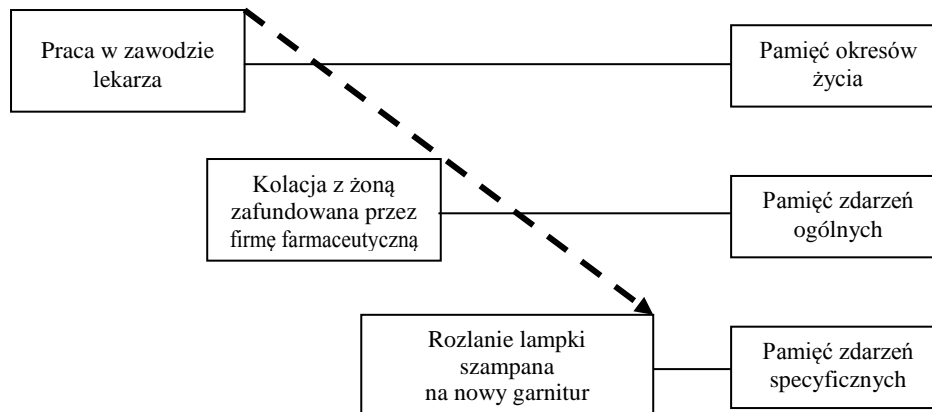 Praca w zawodzie
lekarza
Pamięć okresów
życia
Kolacja z żoną
zafundowana przez
firmę farmaceutyczną
Pamięć zdarzeń
ogólnych
Rozlanie lampki
szampana
na nowy garnitur
Pamięć zdarzeń
specyficznych